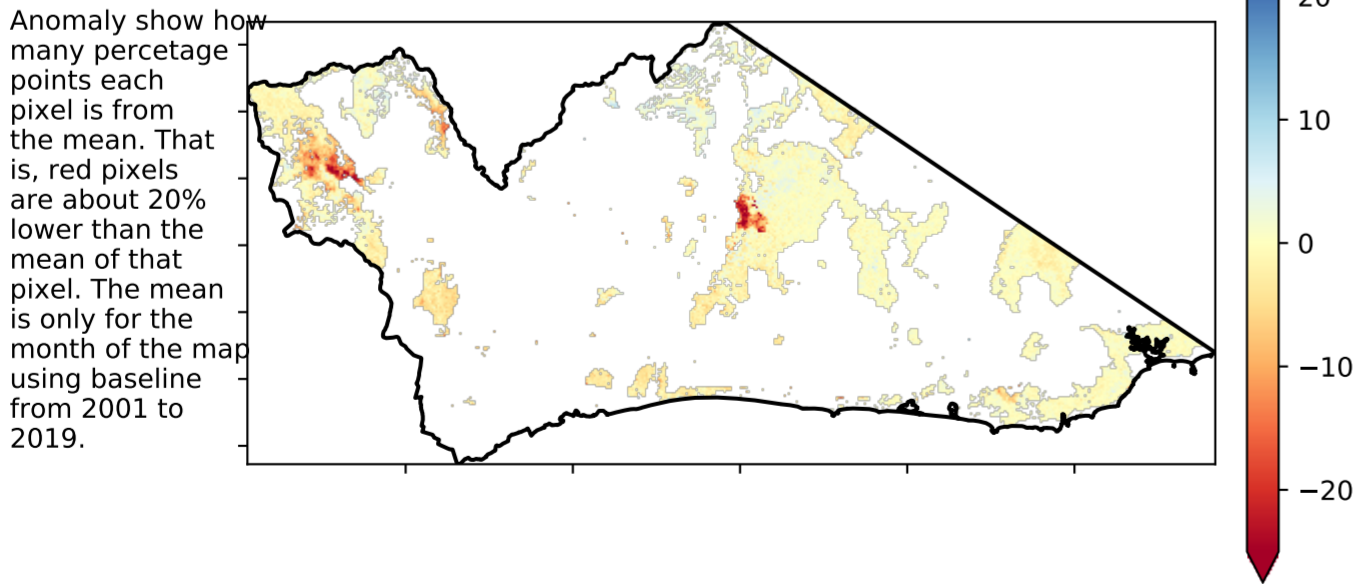 Anomaly show how
many percetage
points each
pixel is from
the mean. That
is, red pixels
are about 20%
lower than the
mean of that
pixel. The mean
is only for the
month of the map
using baseline
from 2001 to
2019.
20
10
0
−10
−20